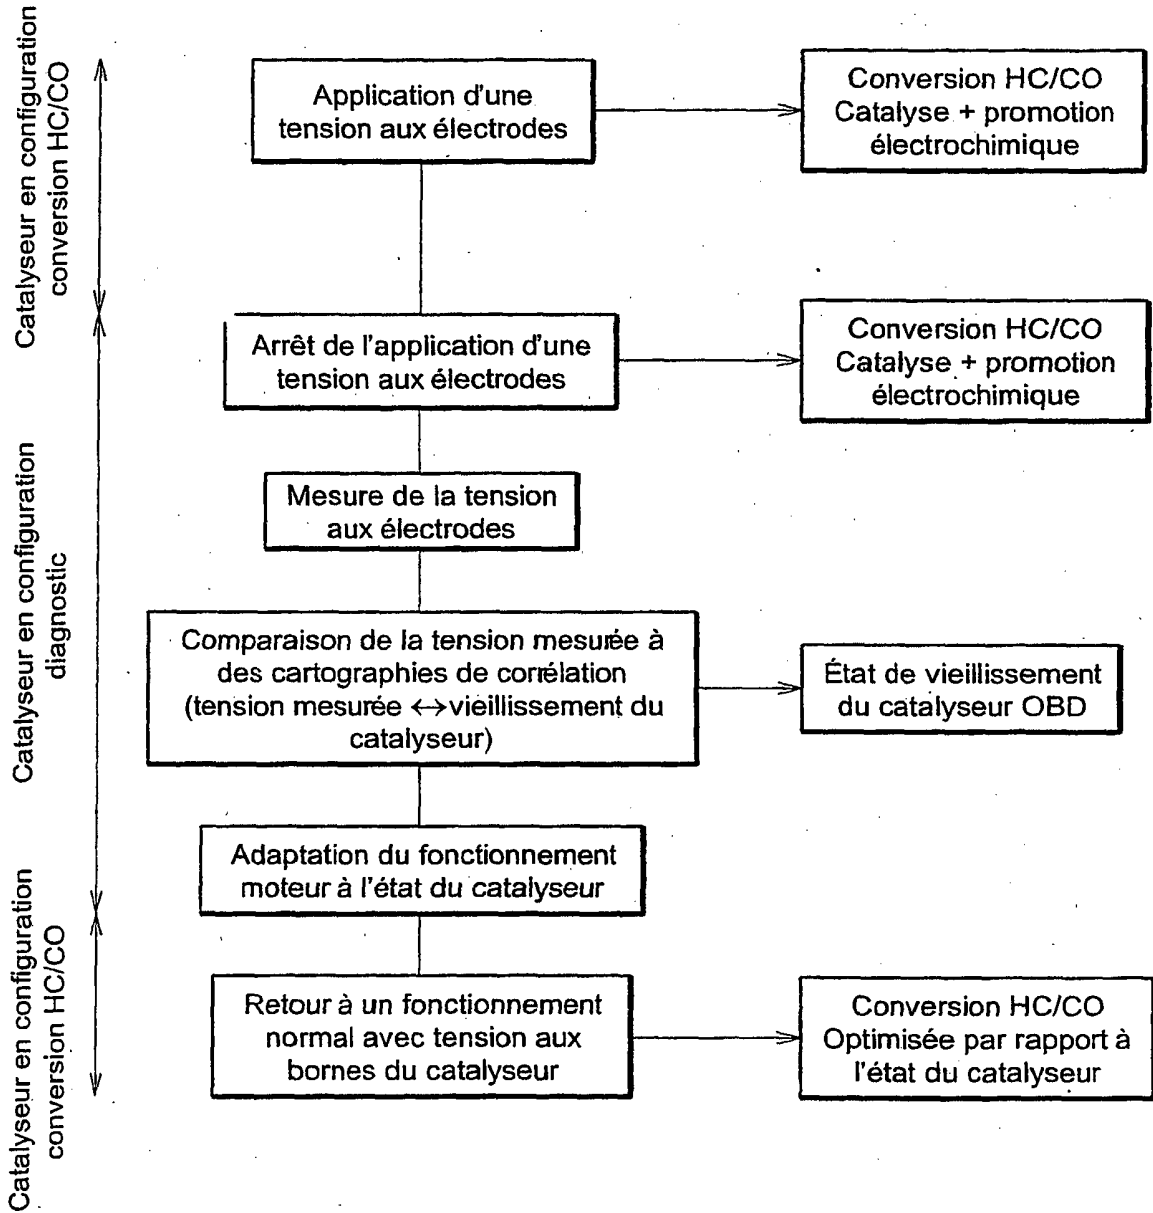 Catalyseur en configuration
conversion HC/CO
Application d'une
tension aux électrodes
Conversion HC/CO
Catalyse + promotion
électrochimique
Catalyseur en configuration
diagnostic
Arrêt de l'application d'une
tension aux électrodes
Conversion HC/CO
Catalyse + promotion
électrochimique
Mesure de la tension
aux électrodes
Comparaison de la tension mesurée à
des cartographies de corrélation
(tension mesurée ↔vieillissement du
catalyseur)
État de vieillissement
du catalyseur OBD
Adaptation du fonctionnement
moteur à l'état du catalyseur
Catalyseur en configuration
conversion HC/CO
Retour à un fonctionnement
normal avec tension aux
bornes du catalyseur
Conversion HC/CO
Optimisée par rapport à
l'état du catalyseur